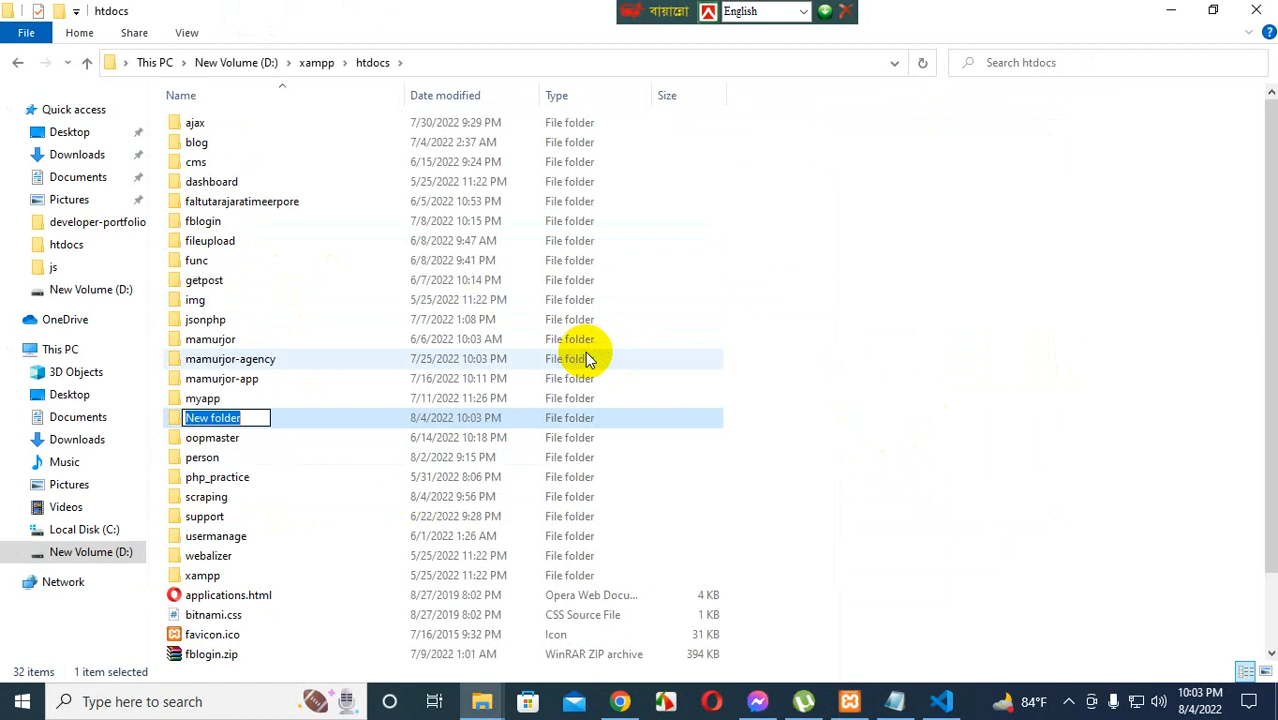 htdocs
বায়ান্নো English
File Home Share View
This PC New Volume (D:) xampp htdocs Search htdocs
Name Date modified Type Size
Quick access
Desktop
Downloads
Documents
Pictures
developer-portfolio
htdocs
js
New Volume (D:)
OneDrive
This PC
3D Objects
Desktop
Documents
Downloads
Music
Pictures
Videos
Local Disk (C:)
New Volume (D:)
Network
ajax 7/30/2022 9:29 PM File folder
blog 7/4/2022 2:37 AM File folder
cms 6/15/2022 9:24 PM File folder
dashboard 5/25/2022 11:22 PM File folder
faltutarajaratimeerpore 6/5/2022 10:53 PM File folder
fblogin 7/8/2022 10:15 PM File folder
fileupload 6/8/2022 9:47 AM File folder
func 6/8/2022 9:41 PM File folder
getpost 6/7/2022 10:14 PM File folder
img 5/25/2022 11:22 PM File folder
jsonphp 7/7/2022 1:08 PM File folder
mamurjor 6/6/2022 10:03 AM File folder
mamurjor-agency 7/25/2022 10:03 PM File folder
mamurjor-app 7/16/2022 10:11 PM File folder
myapp 7/11/2022 11:26 PM File folder
New folder 8/4/2022 10:03 PM File folder
oopmaster 6/14/2022 10:18 PM File folder
person 8/2/2022 9:15 PM File folder
php_practice 5/31/2022 8:06 PM File folder
scraping 8/4/2022 9:56 PM File folder
support 6/22/2022 9:28 PM File folder
usermanage 6/1/2022 1:26 AM File folder
webalizer 5/25/2022 11:22 PM File folder
xampp 5/25/2022 11:22 PM File folder
applications.html 8/27/2019 8:02 PM Opera Web Docu... 4 KB
bitnami.css 8/27/2019 8:02 PM CSS Source File 1 KB
favicon.ico 7/16/2015 9:32 PM Icon 31 KB
fblogin.zip 7/9/2022 1:01 AM WinRAR ZIP archive 394 KB
32 items 1 item selected
Type here to search 84°F 10:03 PM
8/4/2022